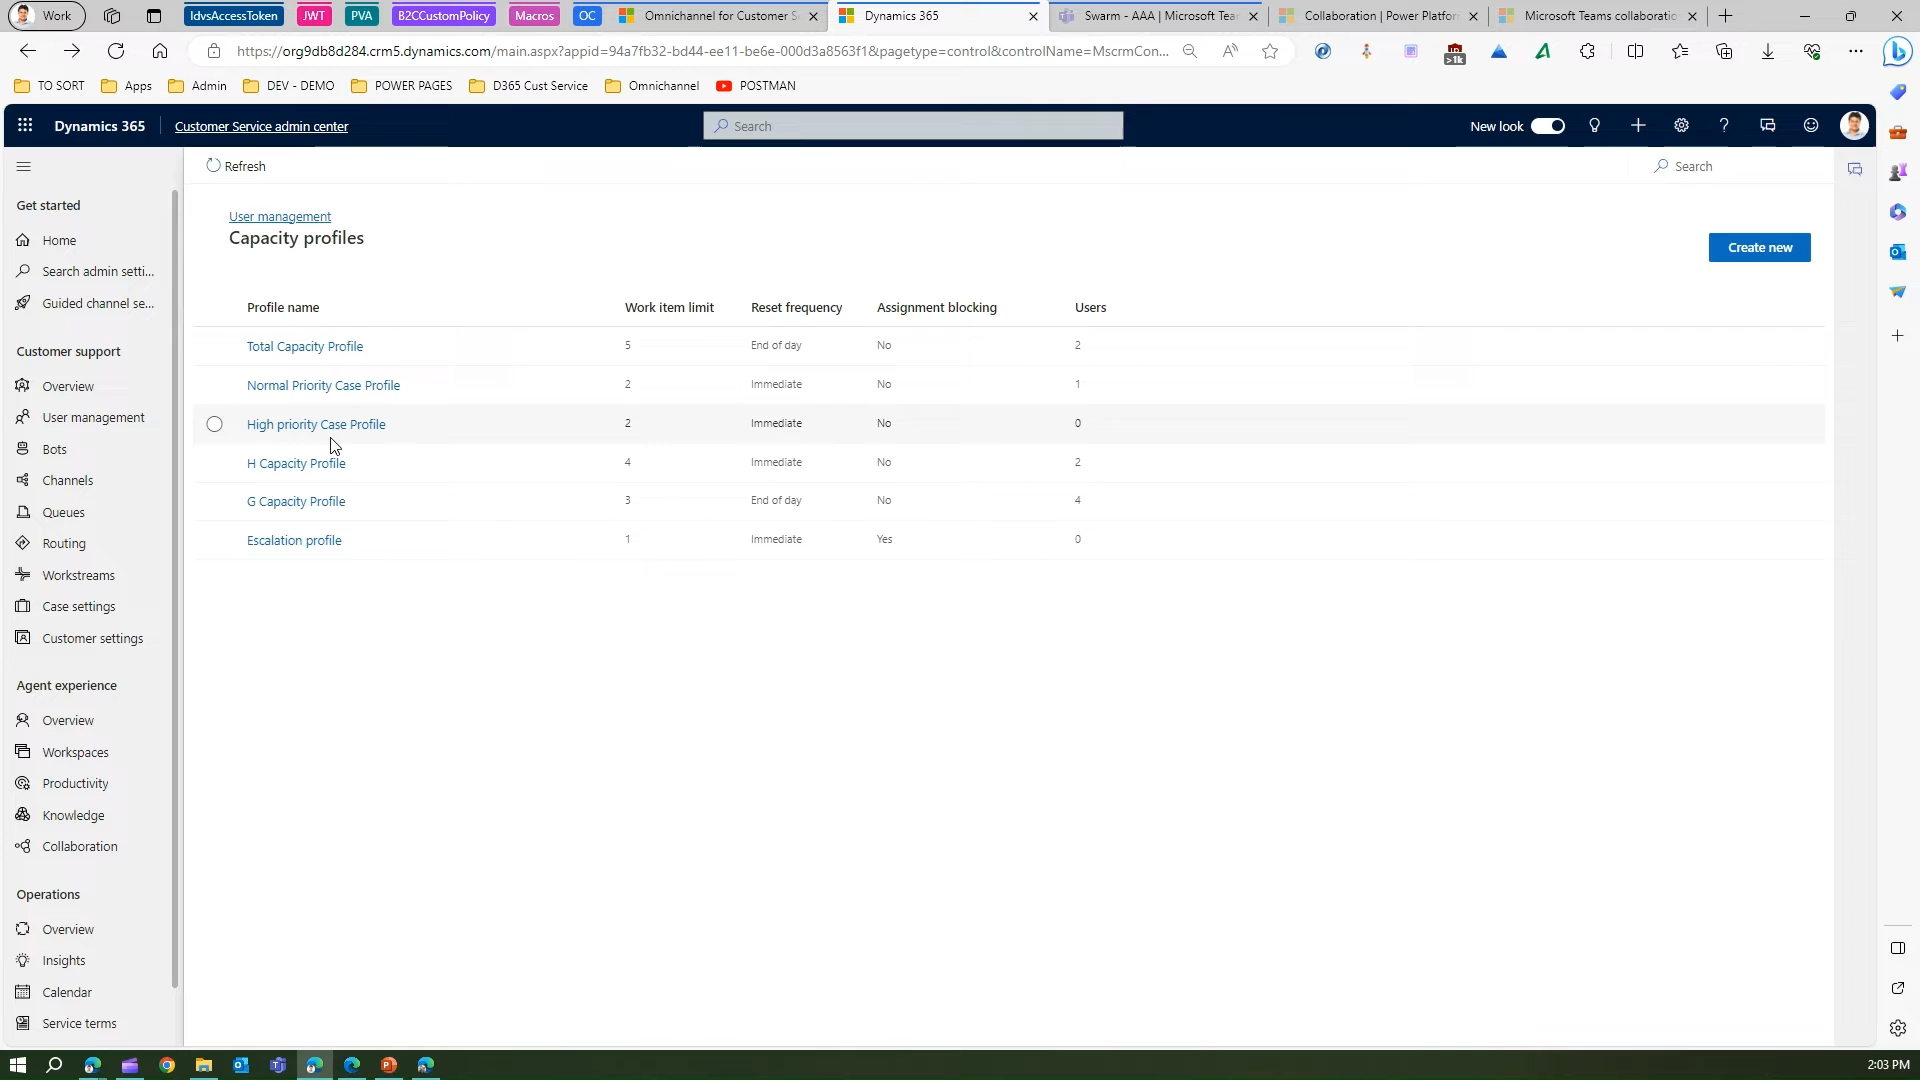 Work
IdvsAccessToken
JWT
PVA
B2CCustomPolicy
Macros
OC
Omnichannel for Customer S
Dynamics 365
Swarm - AAA | Microsoft Tea
Collaboration | Power Platfor
Microsoft Teams collaboratio
https://org9db8d284.crm5.dynamics.com/main.aspx?appid=94a7fb32-bd44-ee11-be6e-000d3a8563f1&pagetype=control&controlName=MscrmCon...
>1k
TO SORT
Apps
Admin
DEV - DEMO
POWER PAGES
D365 Cust Service
Omnichannel
POSTMAN
Dynamics 365
Customer Service admin center
Search
New look
Refresh
Search
Get started
Home
Search admin setti...
Guided channel se...
Customer support
Overview
User management
Bots
Channels
Queues
Routing
Workstreams
Case settings
Customer settings
Agent experience
Overview
Workspaces
Productivity
Knowledge
Collaboration
Operations
Overview
Insights
Calendar
Service terms
User management
Capacity profiles
Create new
Profile name Work item limit Reset frequency Assignment blocking Users
Total Capacity Profile 5 End of day No 2
Normal Priority Case Profile 2 Immediate No 1
High priority Case Profile 2 Immediate No 0
H Capacity Profile 4 Immediate No 2
G Capacity Profile 3 End of day No 4
Escalation profile 1 Immediate Yes 0
2:03 PM